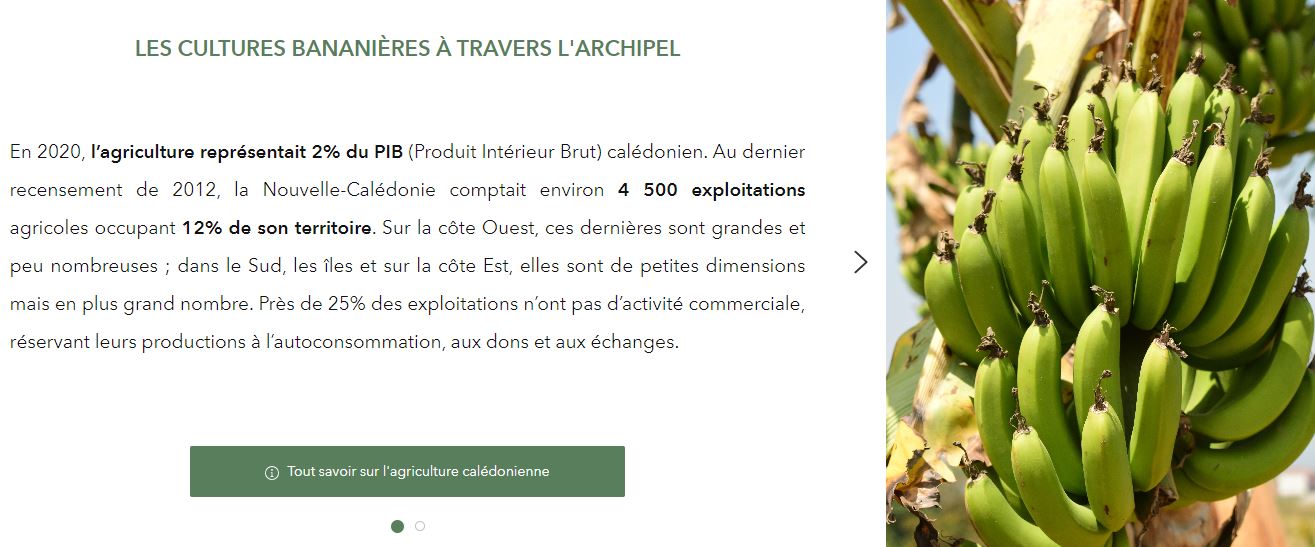 LES CULTURES BANANIÈRES À TRAVERS L'ARCHIPEL
En 2020, l’agriculture représentait 2% du PIB (Produit Intérieur Brut) calédonien. Au dernier
recensement de 2012, la Nouvelle-Calédonie comptait environ 4 500 exploitations
agricoles occupant 12% de son territoire. Sur la côte Ouest, ces dernières sont grandes et
peu nombreuses ; dans le Sud, les îles et sur la côte Est, elles sont de petites dimensions
mais en plus grand nombre. Près de 25% des exploitations n’ont pas d’activité commerciale,
réservant leurs productions à l’autoconsommation, aux dons et aux échanges.
Tout savoir sur l'agriculture calédonienne